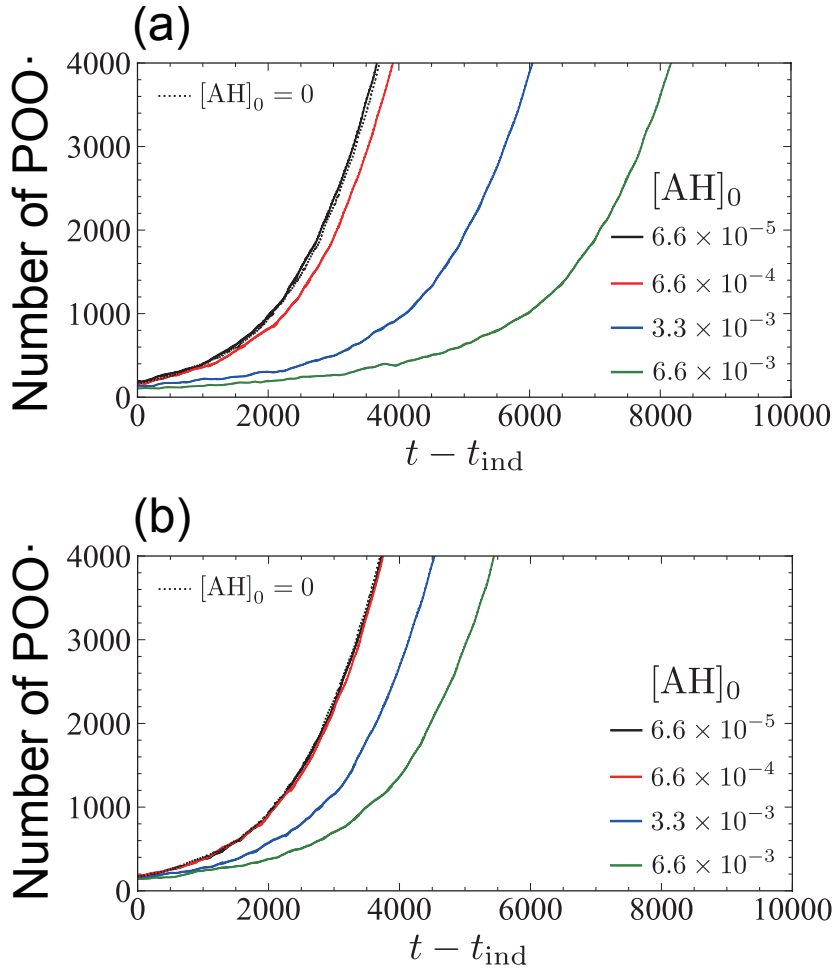 (a)
4000
3000
2000
1000
0
Number of POO·
[AH]₀ = 0
[AH]₀
6.6 × 10⁻⁵
6.6 × 10⁻⁴
3.3 × 10⁻³
6.6 × 10⁻³
0 2000 4000 6000 8000 10000
t − t_ind
(b)
4000
3000
2000
1000
0
Number of POO·
[AH]₀ = 0
[AH]₀
6.6 × 10⁻⁵
6.6 × 10⁻⁴
3.3 × 10⁻³
6.6 × 10⁻³
0 2000 4000 6000 8000 10000
t − t_ind